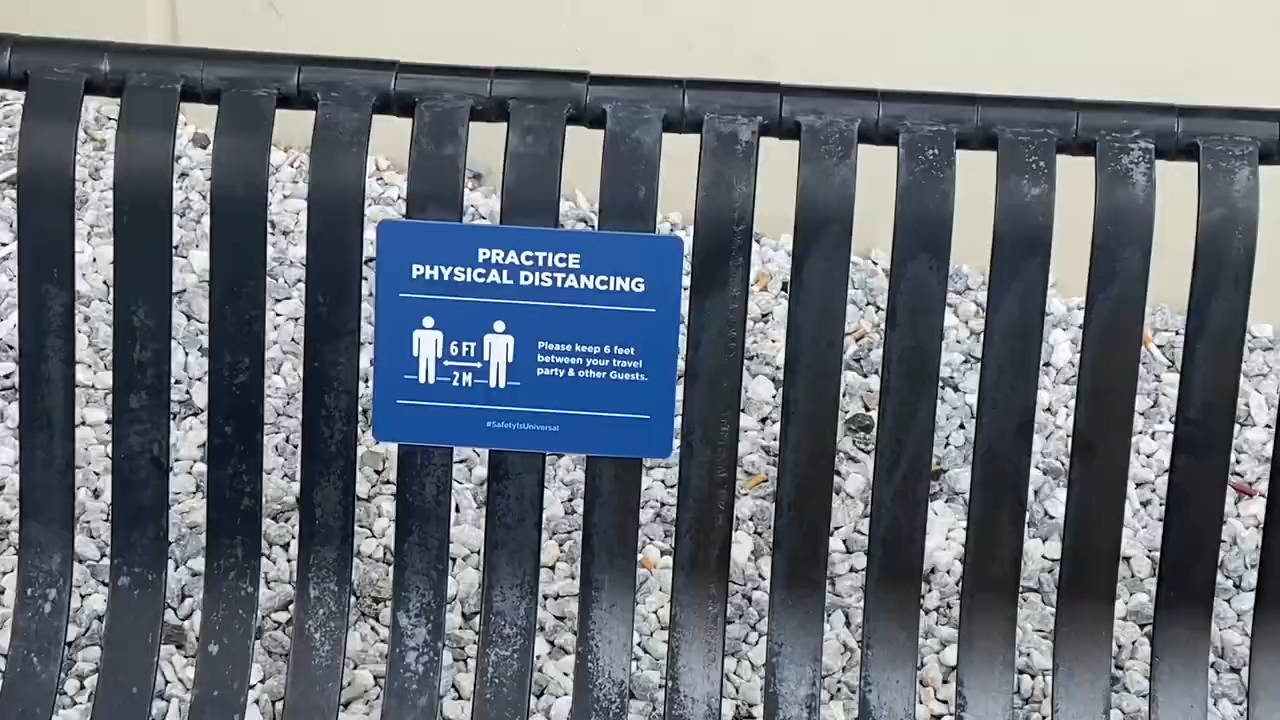 PRACTICE
PHYSICAL DISTANCING
6 FT
2 M
Please keep 6 feet
between your travel
party & other Guests.
#SafetyIsUniversal